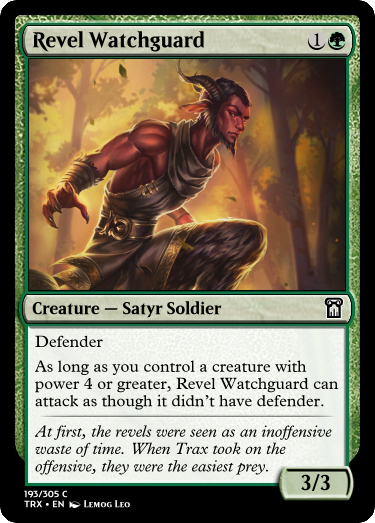 Revel Watchguard 1
Creature — Satyr Soldier
Defender
As long as you control a creature with
power 4 or greater, Revel Watchguard can
attack as though it didn't have defender.
At first, the revels were seen as an inoffensive
waste of time. When Trax took on the
offensive, they were the easiest prey.
3/3
193/305 C
TRX • EN Lemog Leo